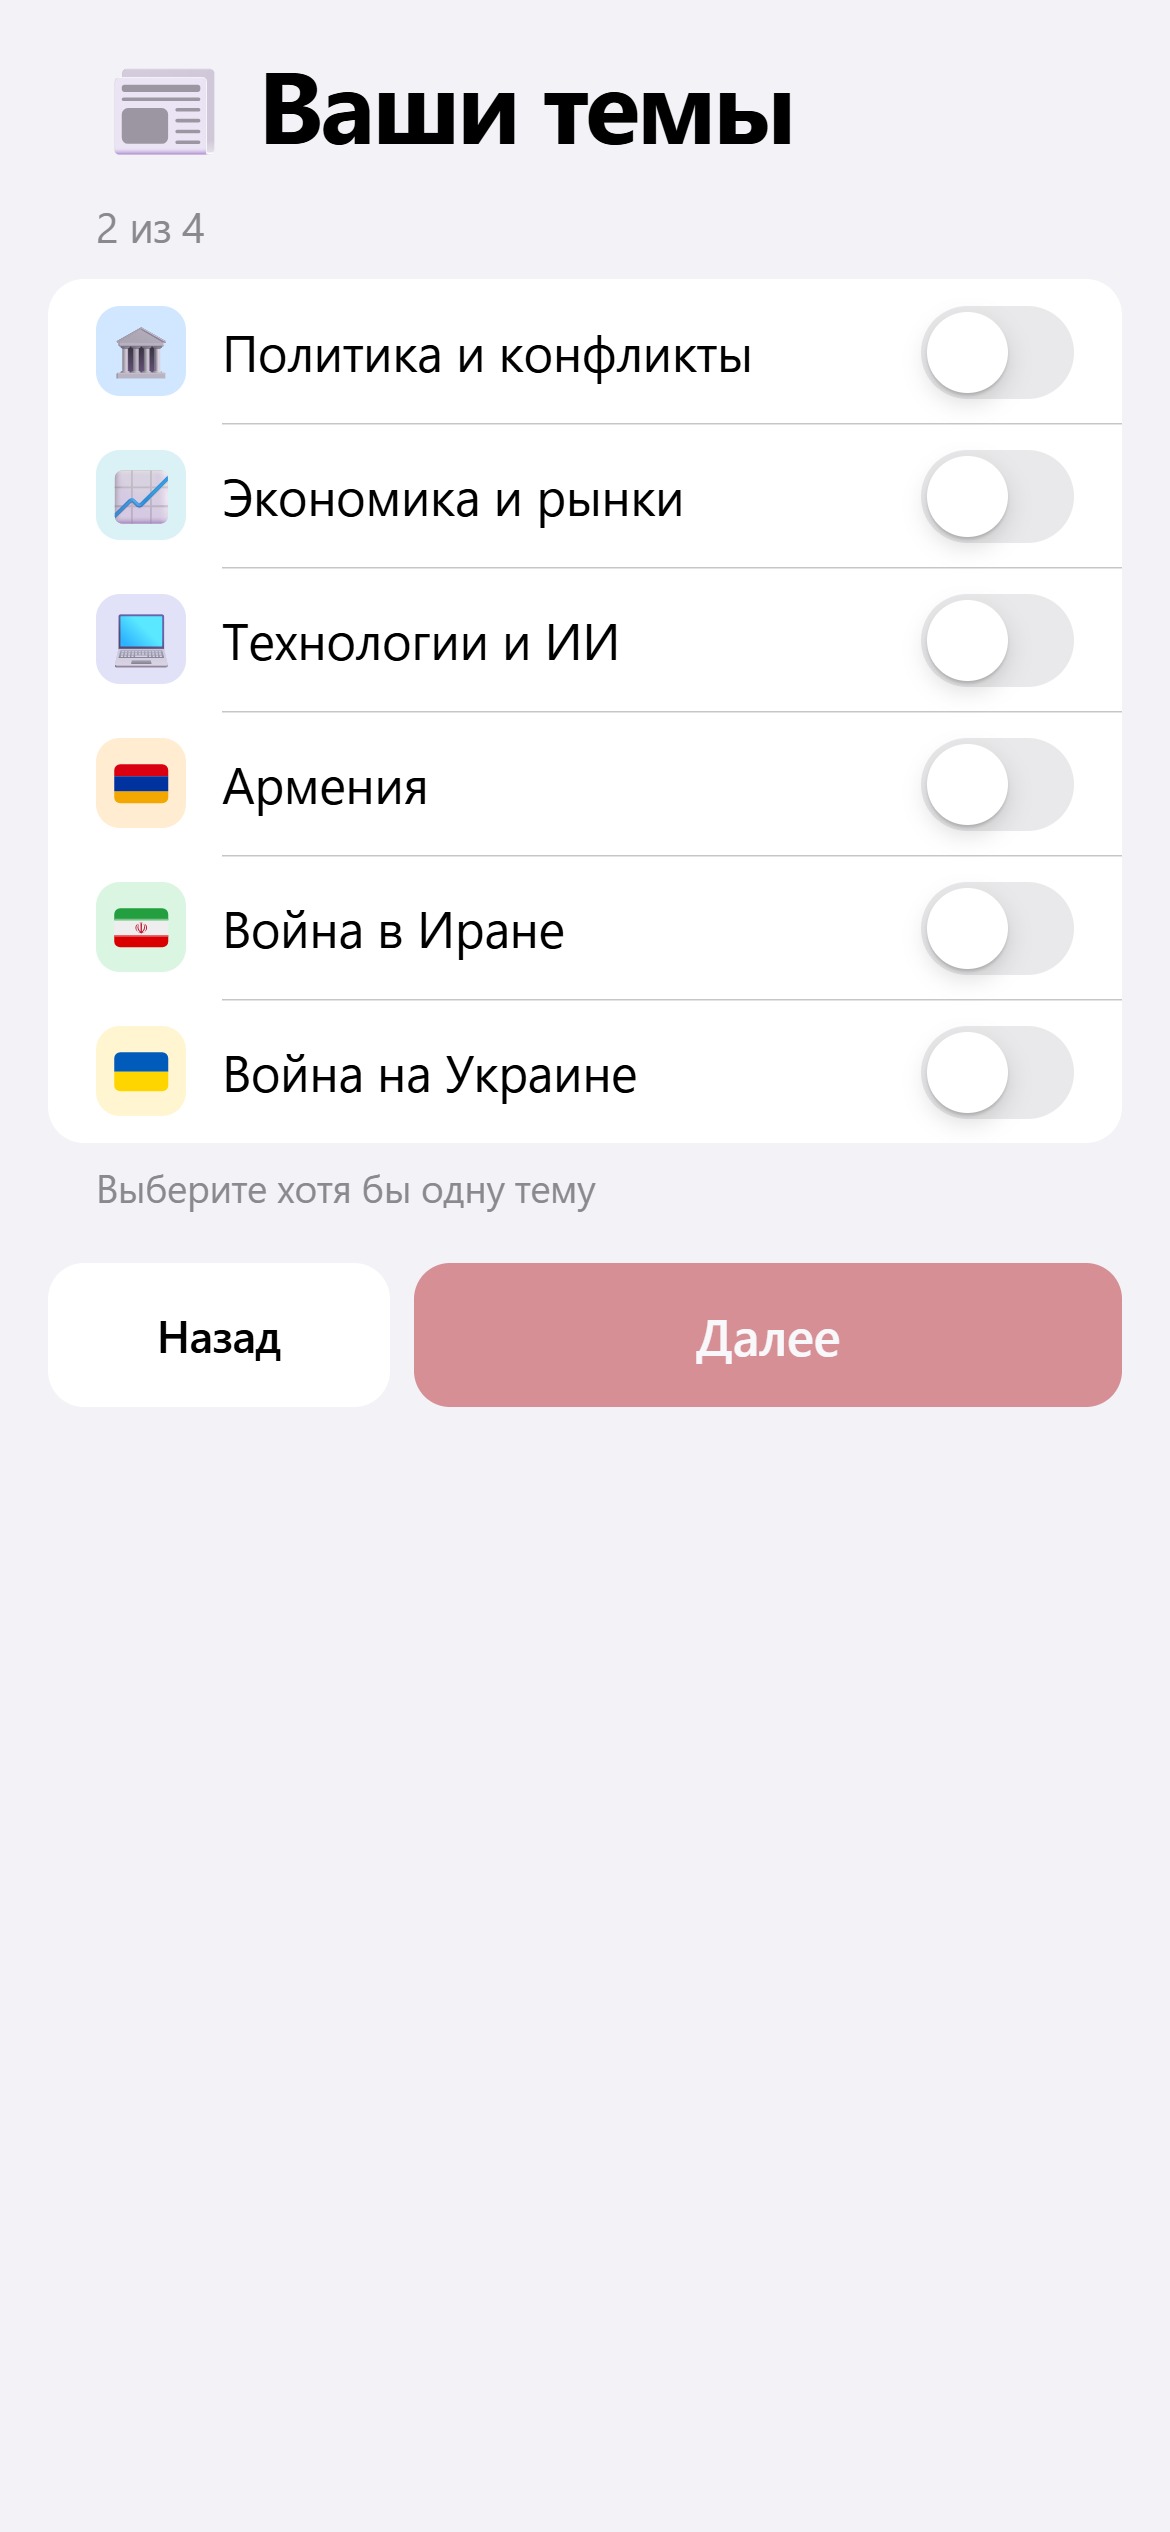 Ваши темы
2 из 4
Политика и конфликты
Экономика и рынки
Технологии и ИИ
Армения
Война в Иране
Война на Украине
Выберите хотя бы одну тему
Назад
Далее